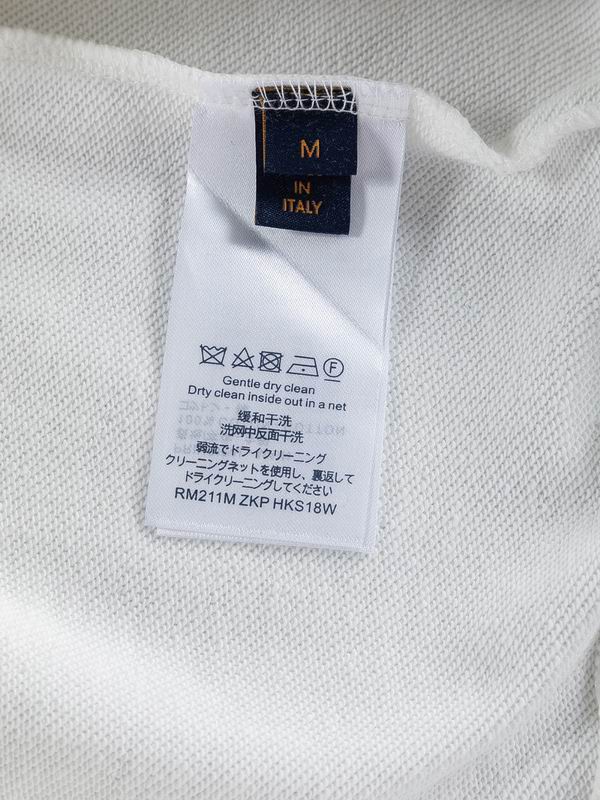 M
IN
ITALY
F
Gentle dry clean
Drty clean inside out in a net
缓和干洗
洗网中反面干洗
弱流でドライクリーニング
クリーニングネットを使用し、裏返して
ドライクリーニングしてください
RM211M ZKP HKS18W